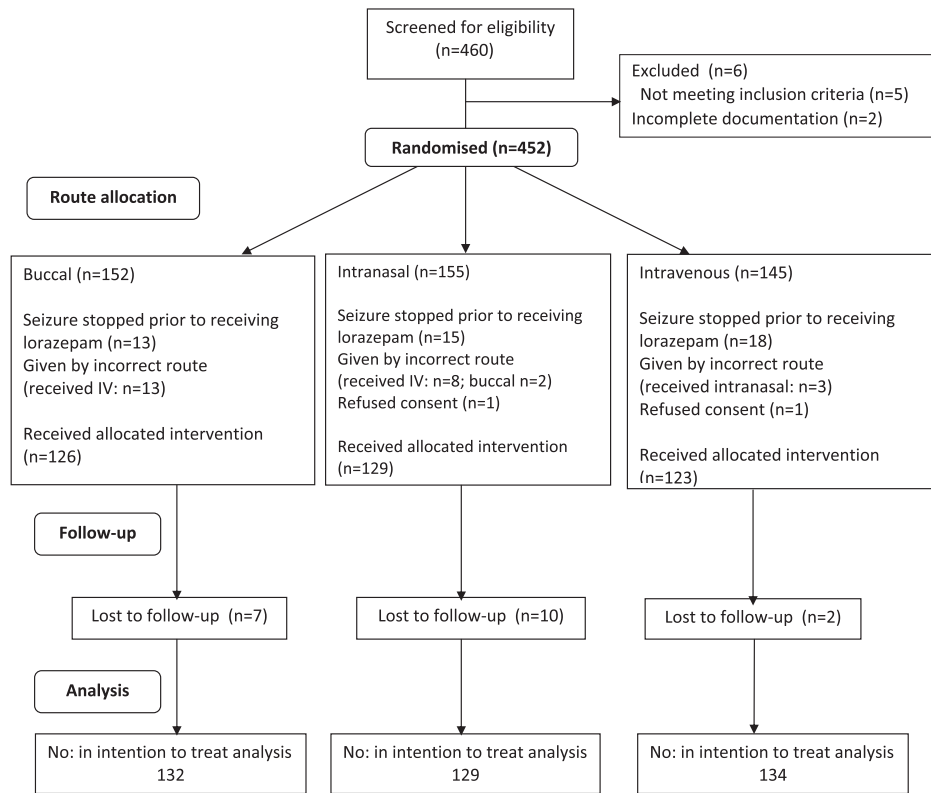 Screened for eligibility
(n=460)
Excluded (n=6)
Not meeting inclusion criteria (n=5)
Incomplete documentation (n=2)
Randomised (n=452)
Route allocation
Buccal (n=152)
Seizure stopped prior to receiving
lorazepam (n=13)
Given by incorrect route
(received IV: n=13)
Received allocated intervention
(n=126)
Intranasal (n=155)
Seizure stopped prior to receiving
lorazepam (n=15)
Given by incorrect route
(received IV: n=8; buccal n=2)
Refused consent (n=1)
Received allocated intervention
(n=129)
Intravenous (n=145)
Seizure stopped prior to receiving
lorazepam (n=18)
Given by incorrect route
(received intranasal: n=3)
Refused consent (n=1)
Received allocated intervention
(n=123)
Follow-up
Lost to follow-up (n=7)
Lost to follow-up (n=10)
Lost to follow-up (n=2)
Analysis
No: in intention to treat analysis
132
No: in intention to treat analysis
129
No: in intention to treat analysis
134